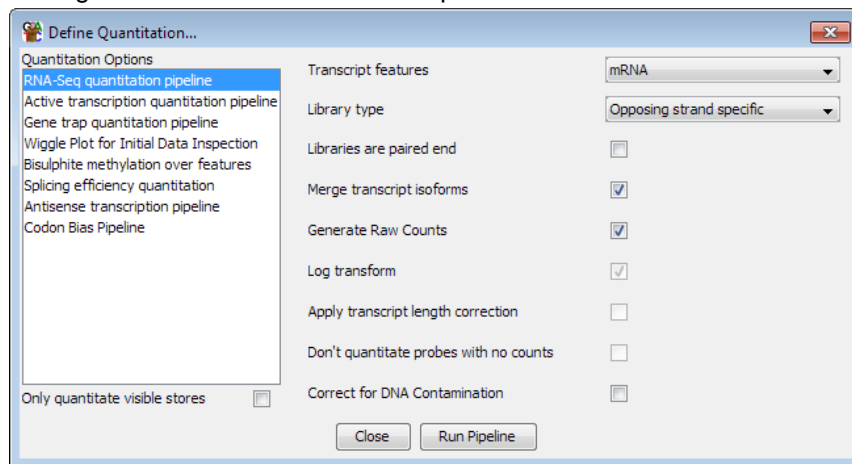 Define Quantitation...
Quantitation Options
RNA-Seq quantitation pipeline
Active transcription quantitation pipeline
Gene trap quantitation pipeline
Wiggle Plot for Initial Data Inspection
Bisulphite methylation over features
Splicing efficiency quantitation
Antisense transcription pipeline
Codon Bias Pipeline
Only quantitate visible stores
Transcript features mRNA
Library type Opposing strand specific
Libraries are paired end
Merge transcript isoforms
Generate Raw Counts
Log transform
Apply transcript length correction
Don't quantitate probes with no counts
Correct for DNA Contamination
Close Run Pipeline